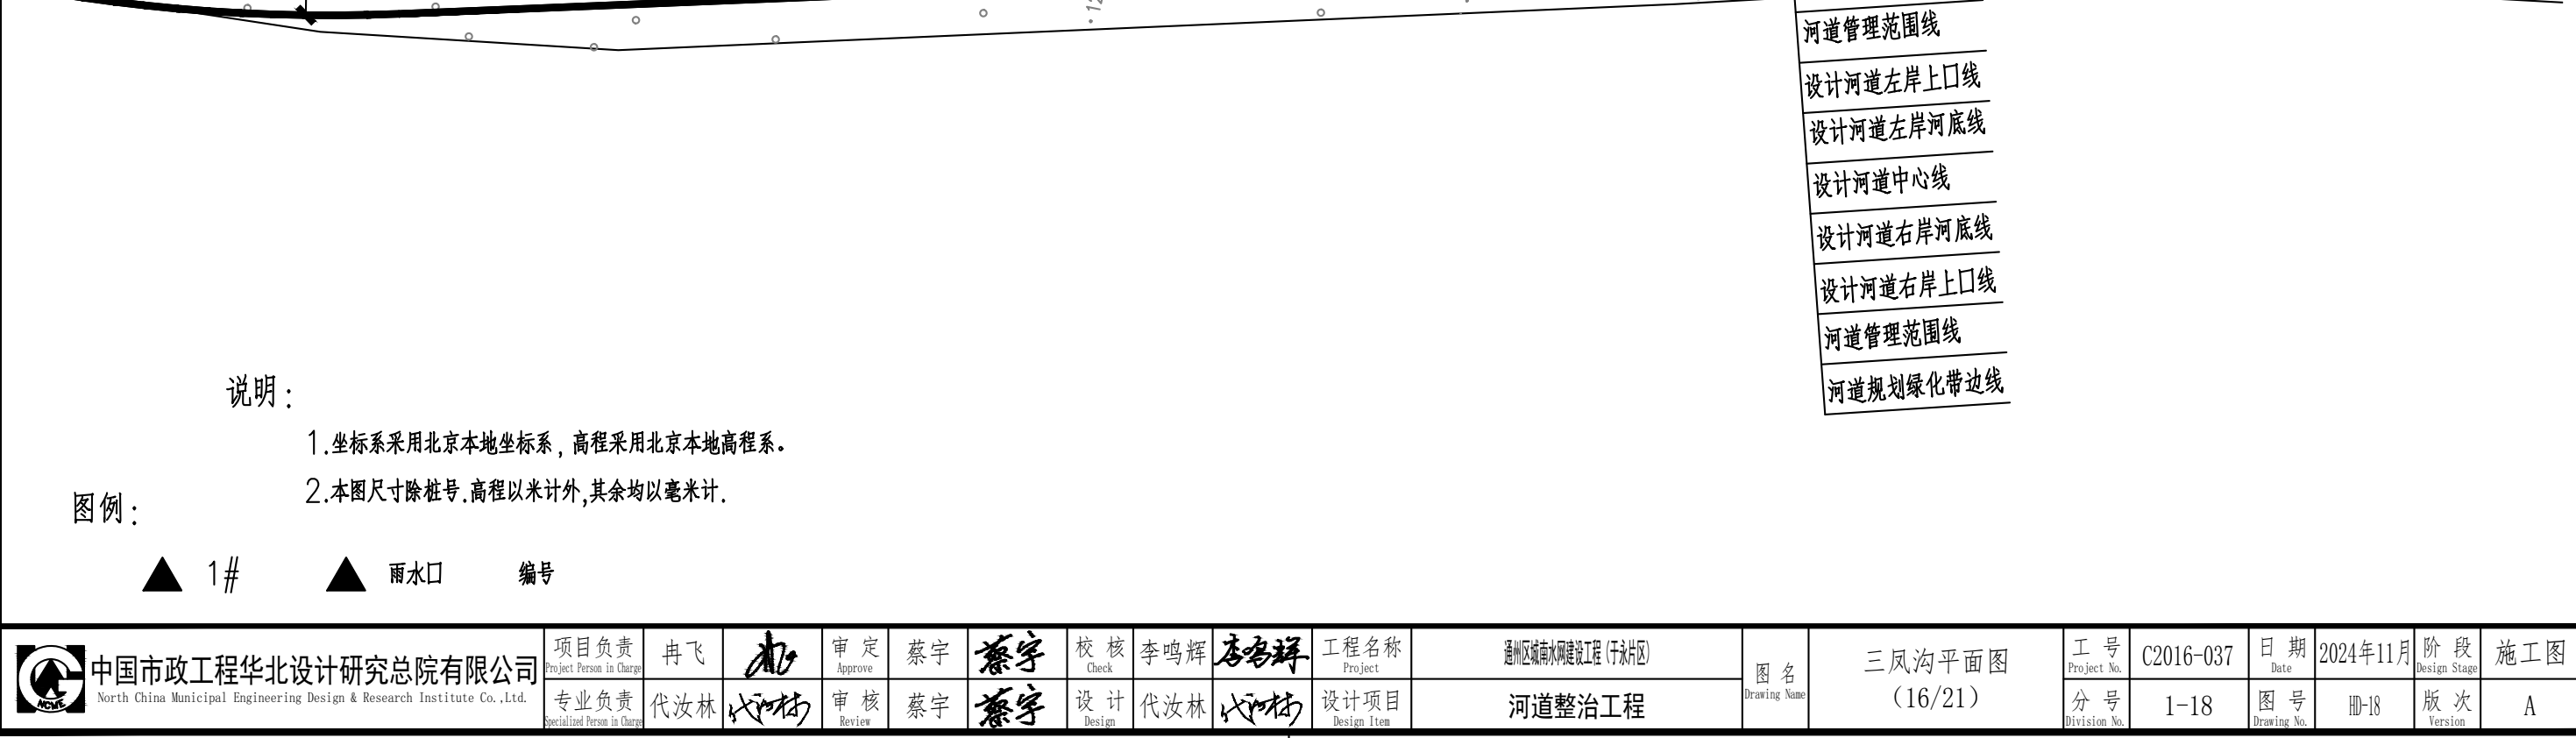 河道管理范围线
设计河道左岸上口线
设计河道左岸河底线
设计河道中心线
设计河道右岸河底线
设计河道右岸上口线
河道管理范围线
河道规划绿化带边线
说明：
1.坐标系采用北京本地坐标系，高程采用北京本地高程系。
2.本图尺寸除桩号.高程以米计外,其余均以毫米计.
图例：
1# 雨水口 编号
中国市政工程华北设计研究总院有限公司
North China Municipal Engineering Design & Research Institute Co.,Ltd.
NCME
项目负责 冉飞
Project Person in Charge
专业负责 代汝林 代汝林
Specialized Person in Charge
审定 蔡宇 蔡宇
Approve
审核 蔡宇 蔡宇
Review
校核 李鸣辉 李鸣辉
Check
设计 代汝林 代汝林
Design
工程名称 通州区城南水网建设工程（于永片区）
Project
设计项目 河道整治工程
Design Item
图名
Drawing Name
三凤沟平面图
（16/21）
工号 C2016-037
Project No.
分号 1-18
Division No.
日期 2024年11月
Date
图号 HD-18
Drawing No.
阶段 施工图
Design Stage
版次 A
Version